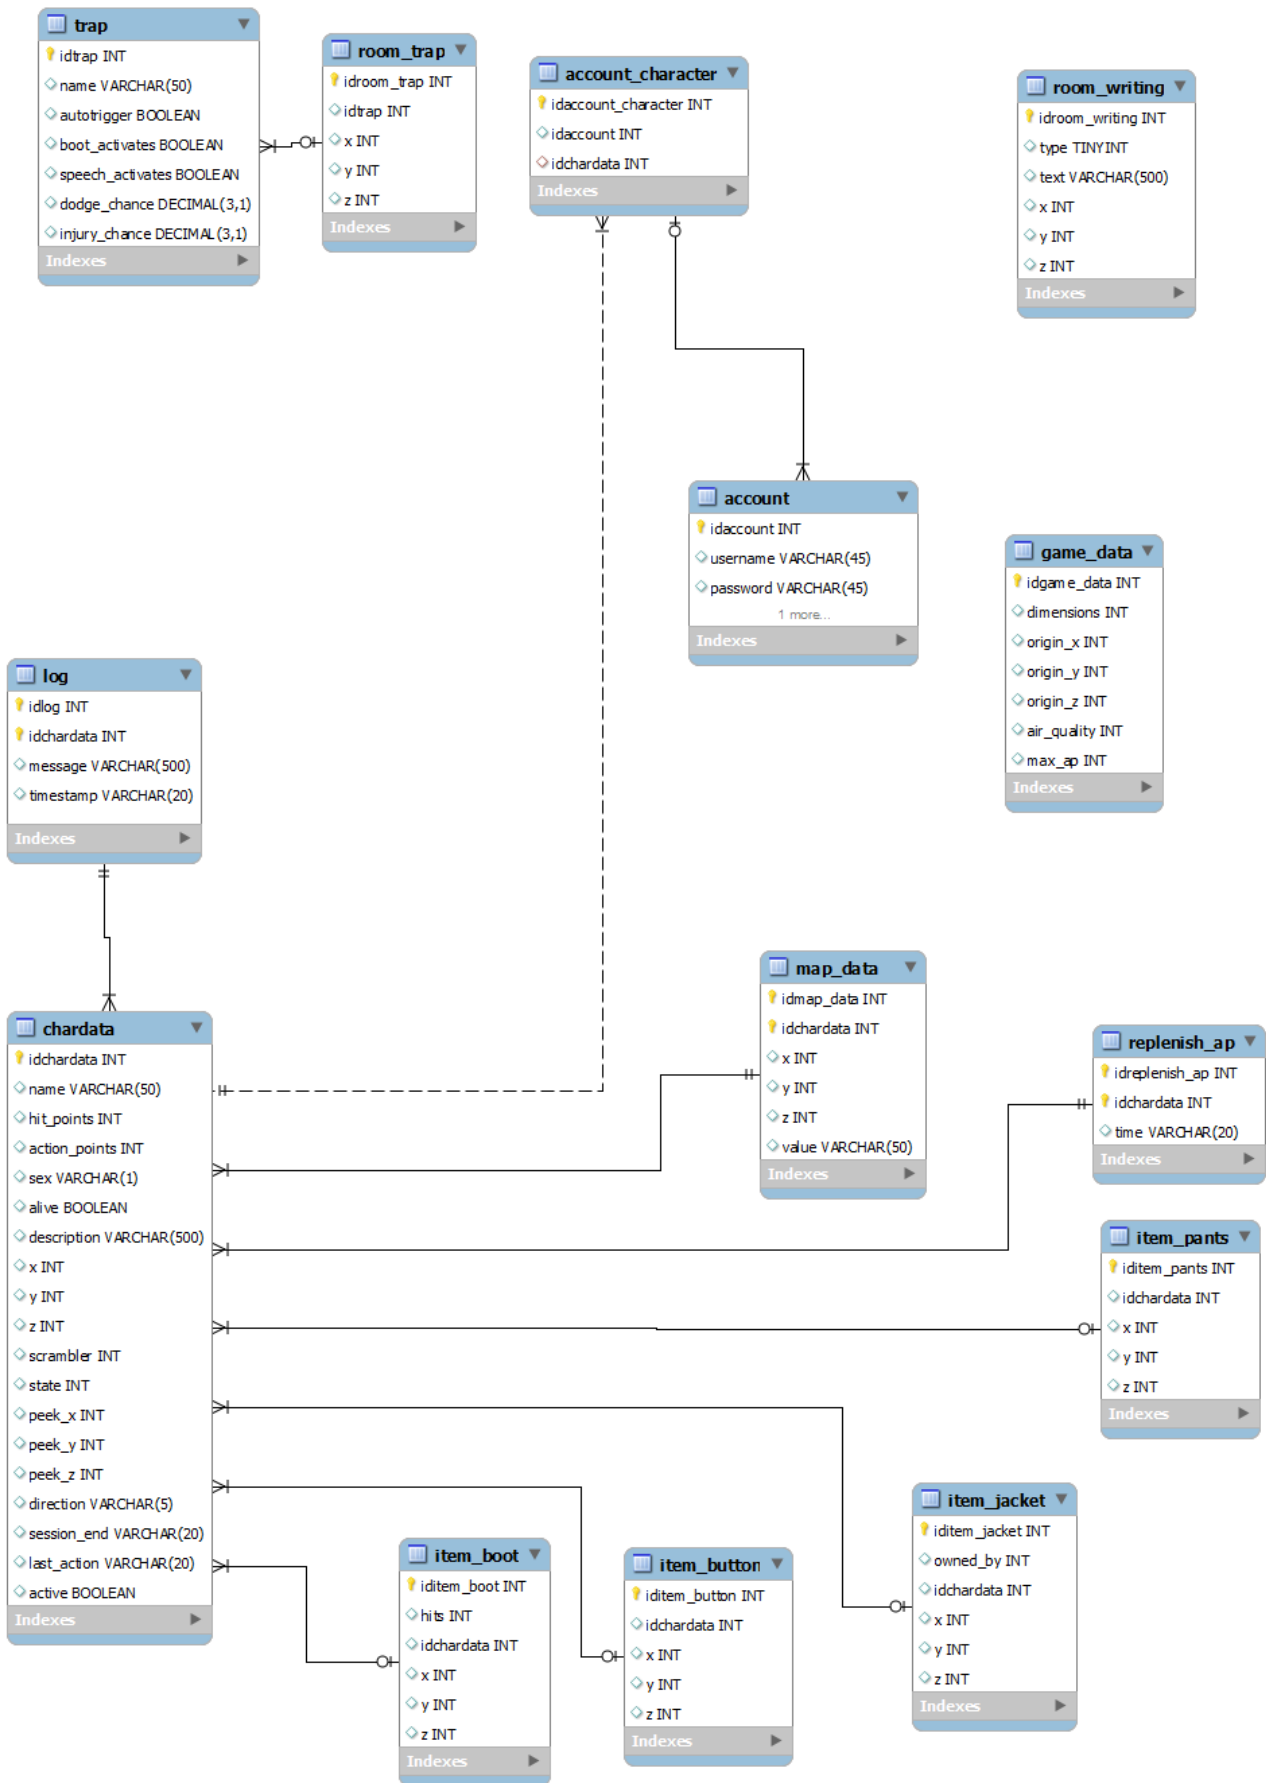 trap
idtrap INT
name VARCHAR(50)
autotrigger BOOLEAN
boot_activates BOOLEAN
speech_activates BOOLEAN
dodge_chance DECIMAL(3,1)
injury_chance DECIMAL(3,1)
Indexes
room_trap
idroom_trap INT
idtrap INT
x INT
y INT
z INT
Indexes
account_character
idaccount_character INT
idaccount INT
idchardata INT
Indexes
room_writing
idroom_writing INT
type TINYINT
text VARCHAR(500)
x INT
y INT
z INT
Indexes
account
idaccount INT
username VARCHAR(45)
password VARCHAR(45)
1 more...
Indexes
game_data
idgame_data INT
dimensions INT
origin_x INT
origin_y INT
origin_z INT
air_quality INT
max_ap INT
Indexes
log
idlog INT
idchardata INT
message VARCHAR(500)
timestamp VARCHAR(20)
Indexes
chardata
idchardata INT
name VARCHAR(50)
hit_points INT
action_points INT
sex VARCHAR(1)
alive BOOLEAN
description VARCHAR(500)
x INT
y INT
z INT
scrambler INT
state INT
peek_x INT
peek_y INT
peek_z INT
direction VARCHAR(5)
session_end VARCHAR(20)
last_action VARCHAR(20)
active BOOLEAN
Indexes
map_data
idmap_data INT
idchardata INT
x INT
y INT
z INT
value VARCHAR(50)
Indexes
replenish_ap
idreplenish_ap INT
idchardata INT
time VARCHAR(20)
Indexes
item_pants
iditem_pants INT
idchardata INT
x INT
y INT
z INT
Indexes
item_jacket
iditem_jacket INT
owned_by INT
idchardata INT
x INT
y INT
z INT
Indexes
item_boot
iditem_boot INT
hits INT
idchardata INT
x INT
y INT
z INT
Indexes
item_button
iditem_button INT
idchardata INT
x INT
y INT
z INT
Indexes